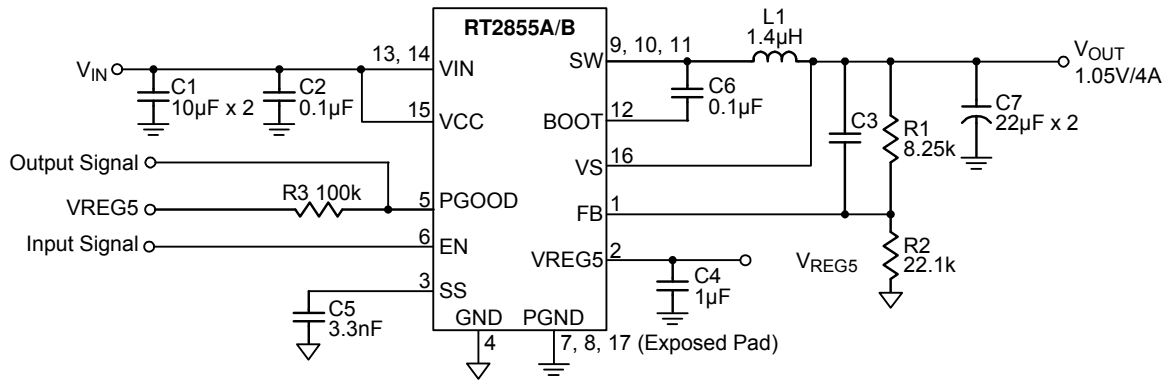 RT2855A/B
VIN
13, 14
VIN
C1
10µF x 2
C2
0.1µF
15
VCC
Output Signal
VREG5
R3 100k
5
PGOOD
Input Signal
6
EN
3
SS
C5
3.3nF
GND
4
PGND
7, 8, 17 (Exposed Pad)
SW
9, 10, 11
L1
1.4µH
C6
0.1µF
BOOT
12
VS
16
FB
1
VREG5
2
C4
1µF
VREG5
C3
R1
8.25k
R2
22.1k
C7
22µF x 2
VOUT
1.05V/4A